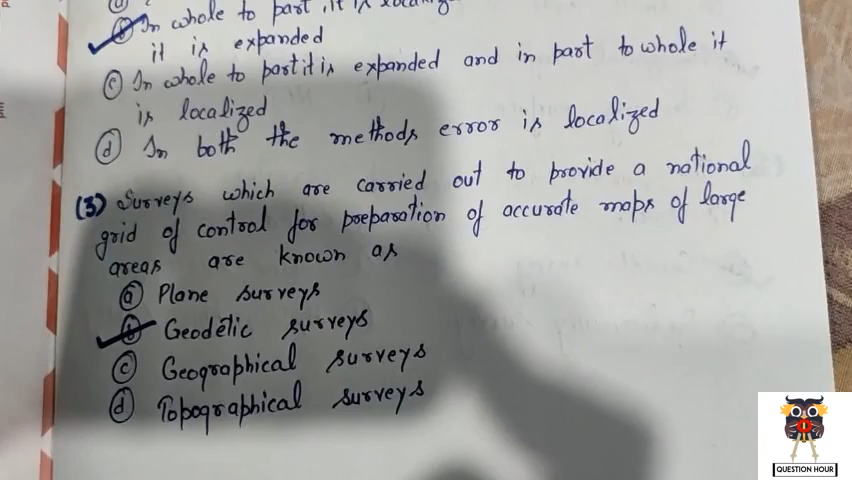 ⓑ In whole to part, it is localized
it is expanded
ⓒ In whole to part it is expanded and in part to whole it
is localized
ⓓ In both the methods error is localized
(3) Surveys which are carried out to provide a national
grid of control for preparation of accurate maps of large
areas are known as
ⓐ Plane surveys
ⓑ Geodetic surveys
ⓒ Geographical surveys
ⓓ Topographical surveys
QUESTION HOUR